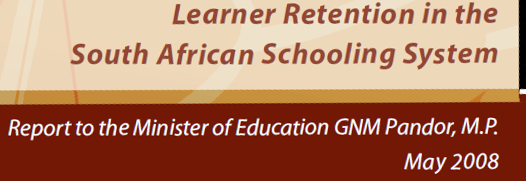 Learner Retention in the
South African Schooling System
Report to the Minister of Education GNM Pandor, M.P.
May 2008